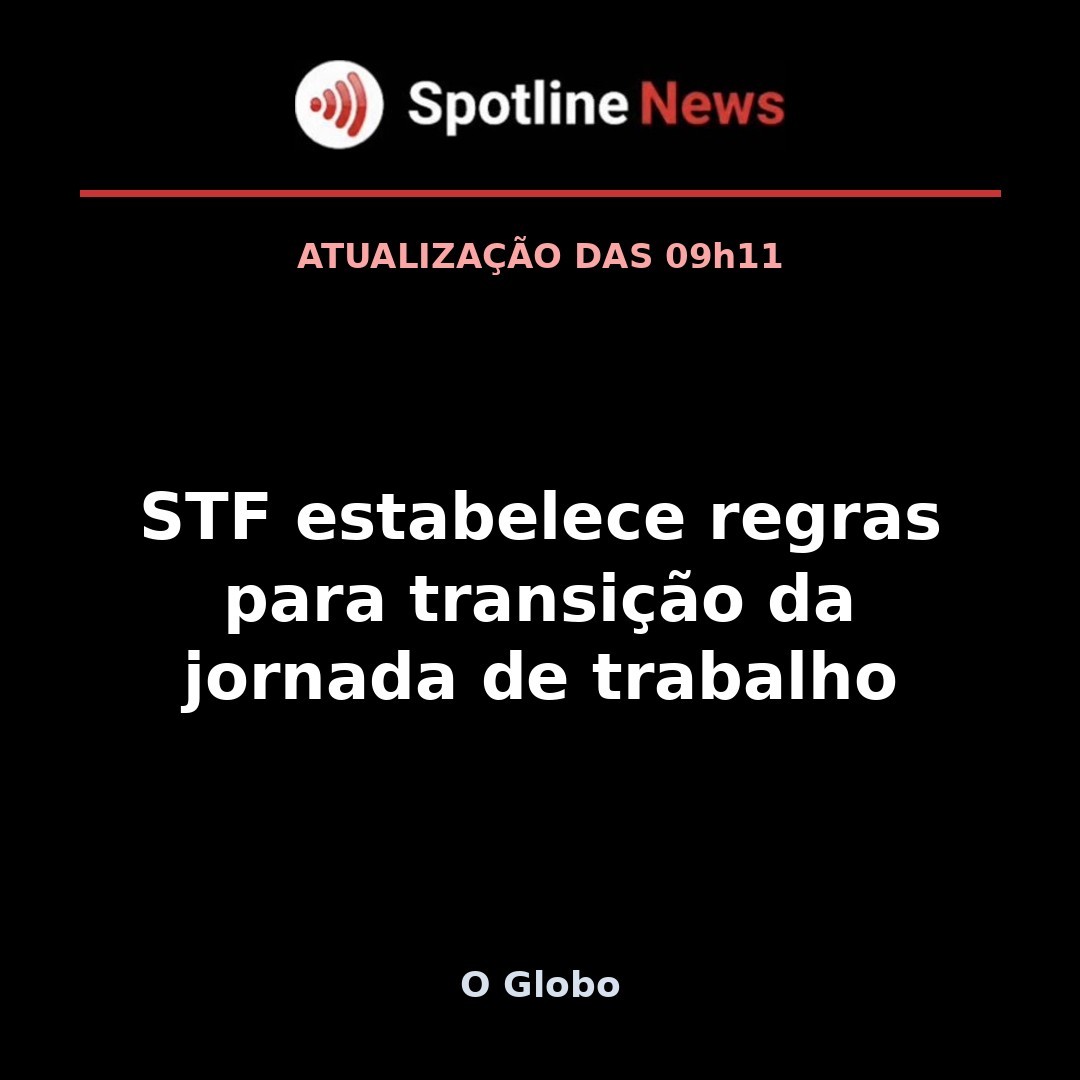 Spotline News
ATUALIZAÇÃO DAS 09h11
STF estabelece regras
para transição da
jornada de trabalho
O Globo